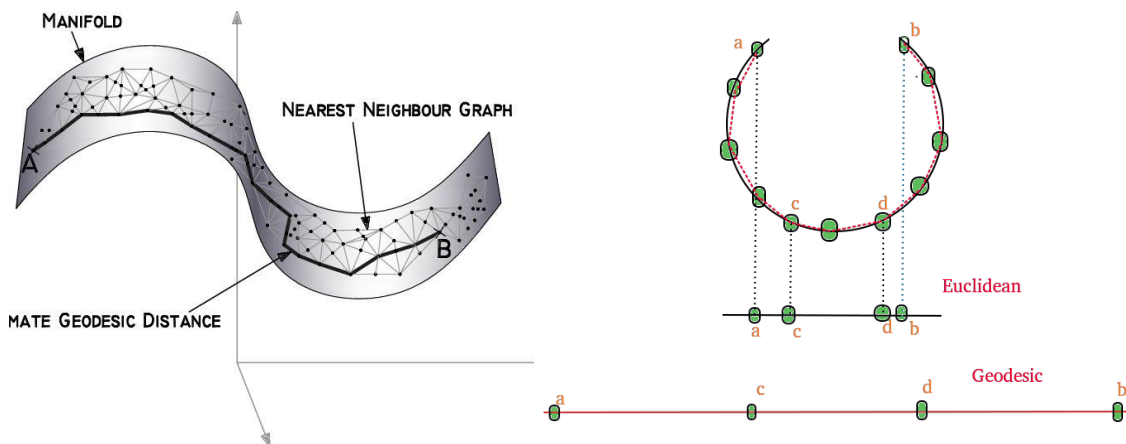 MANIFOLD
NEAREST NEIGHBOUR GRAPH
A
B
MATE GEODESIC DISTANCE
a
b
c
d
Euclidean
a
c
d
b
Geodesic
a
c
d
b